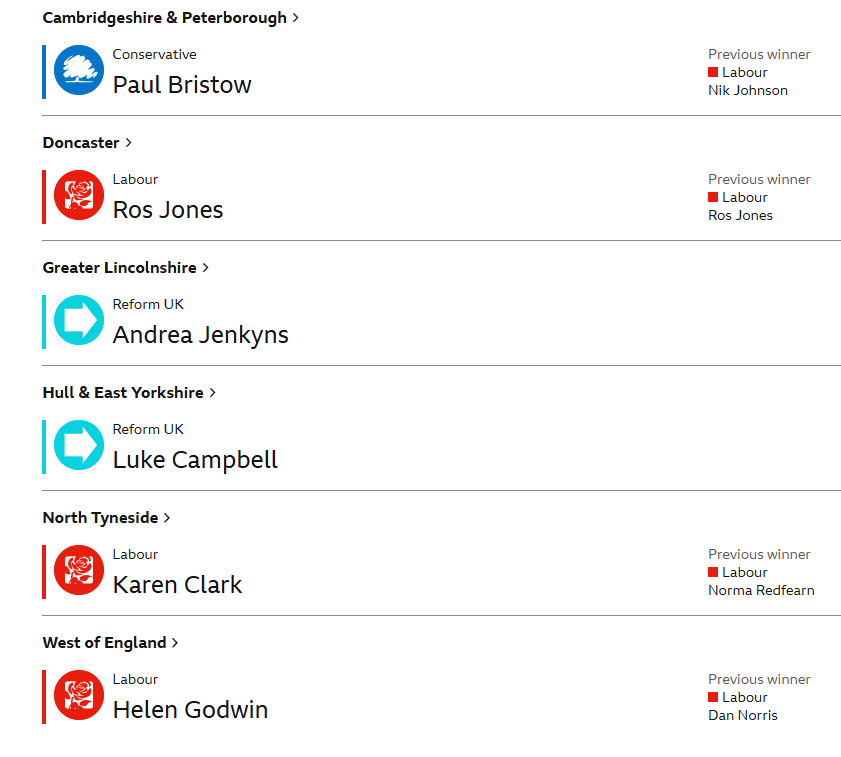 Cambridgeshire & Peterborough >
Conservative
Paul Bristow
Previous winner
Labour
Nik Johnson
Doncaster >
Labour
Ros Jones
Previous winner
Labour
Ros Jones
Greater Lincolnshire >
Reform UK
Andrea Jenkyns
Hull & East Yorkshire >
Reform UK
Luke Campbell
North Tyneside >
Labour
Karen Clark
Previous winner
Labour
Norma Redfearn
West of England >
Labour
Helen Godwin
Previous winner
Labour
Dan Norris